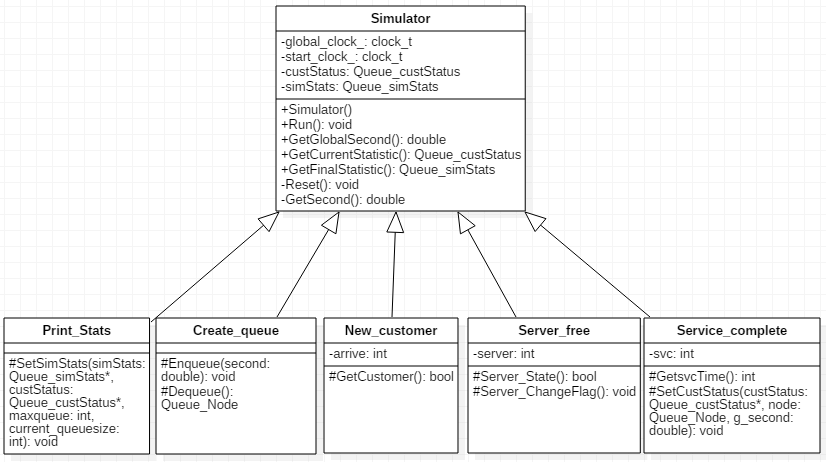 Simulator
-global_clock_: clock_t
-start_clock_: clock_t
-custStatus: Queue_custStatus
-simStats: Queue_simStats
+Simulator()
+Run(): void
+GetGlobalSecond(): double
+GetCurrentStatistic(): Queue_custStatus
+GetFinalStatistic(): Queue_simStats
-Reset(): void
-GetSecond(): double
Print_Stats
#SetSimStats(simStats:
Queue_simStats*,
custStatus:
Queue_custStatus*,
maxqueue: int,
current_queuesize:
int): void
Create_queue
#Enqueue(second:
double): void
#Dequeue():
Queue_Node
New_customer
-arrive: int
#GetCustomer(): bool
Server_free
-server: int
#Server_State(): bool
#Server_ChangeFlag(): void
Service_complete
-svc: int
#GetsvcTime(): int
#SetCustStatus(custStatus:
Queue_custStatus*, node:
Queue_Node, g_second:
double): void